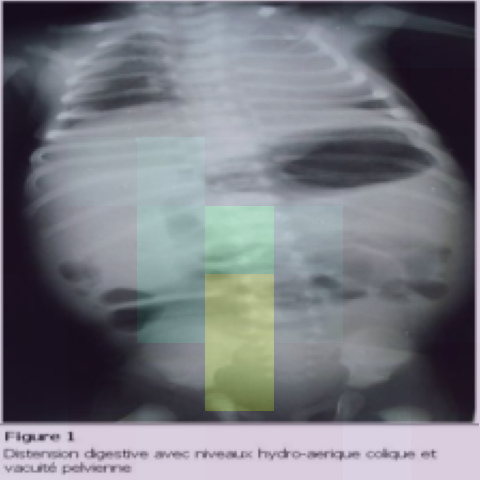 Figure 1
Distension digestive avec niveaux hydro-aerique colique et
vacuité pelvienne